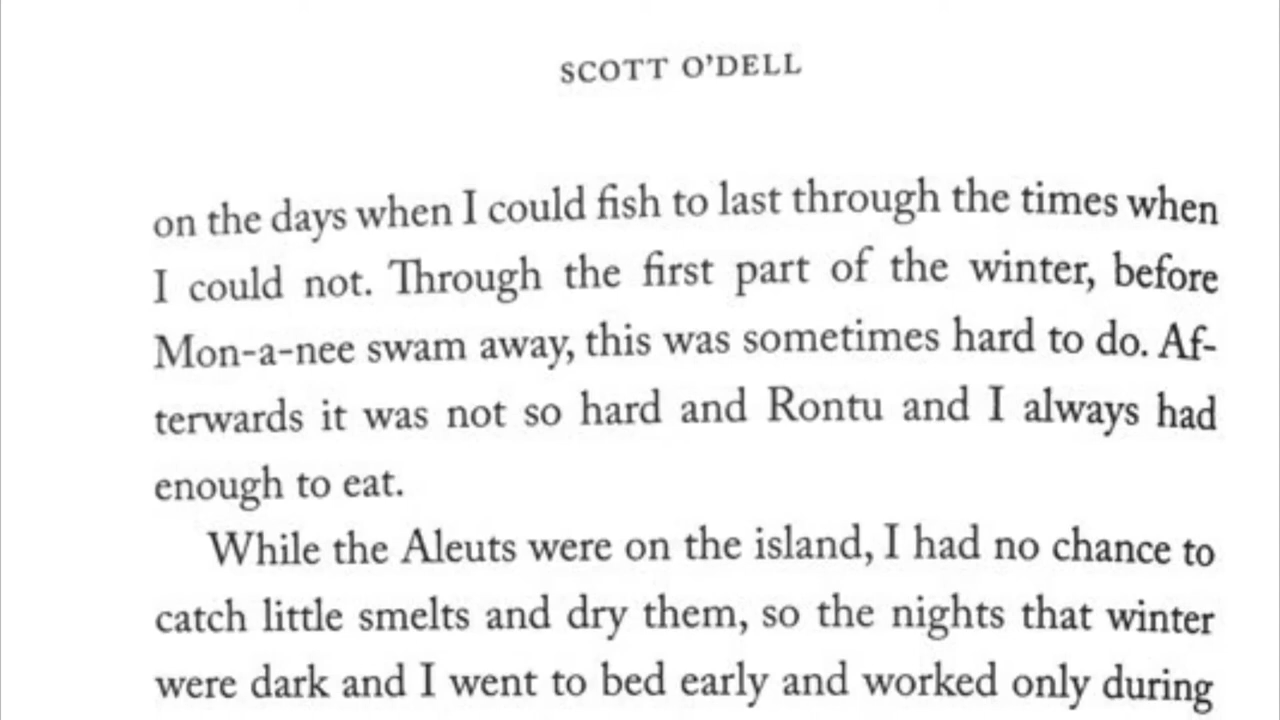 SCOTT O'DELL
on the days when I could fish to last through the times when
I could not. Through the first part of the winter, before
Mon-a-nee swam away, this was sometimes hard to do. Af-
terwards it was not so hard and Rontu and I always had
enough to eat.
While the Aleuts were on the island, I had no chance to
catch little smelts and dry them, so the nights that winter
were dark and I went to bed early and worked only during